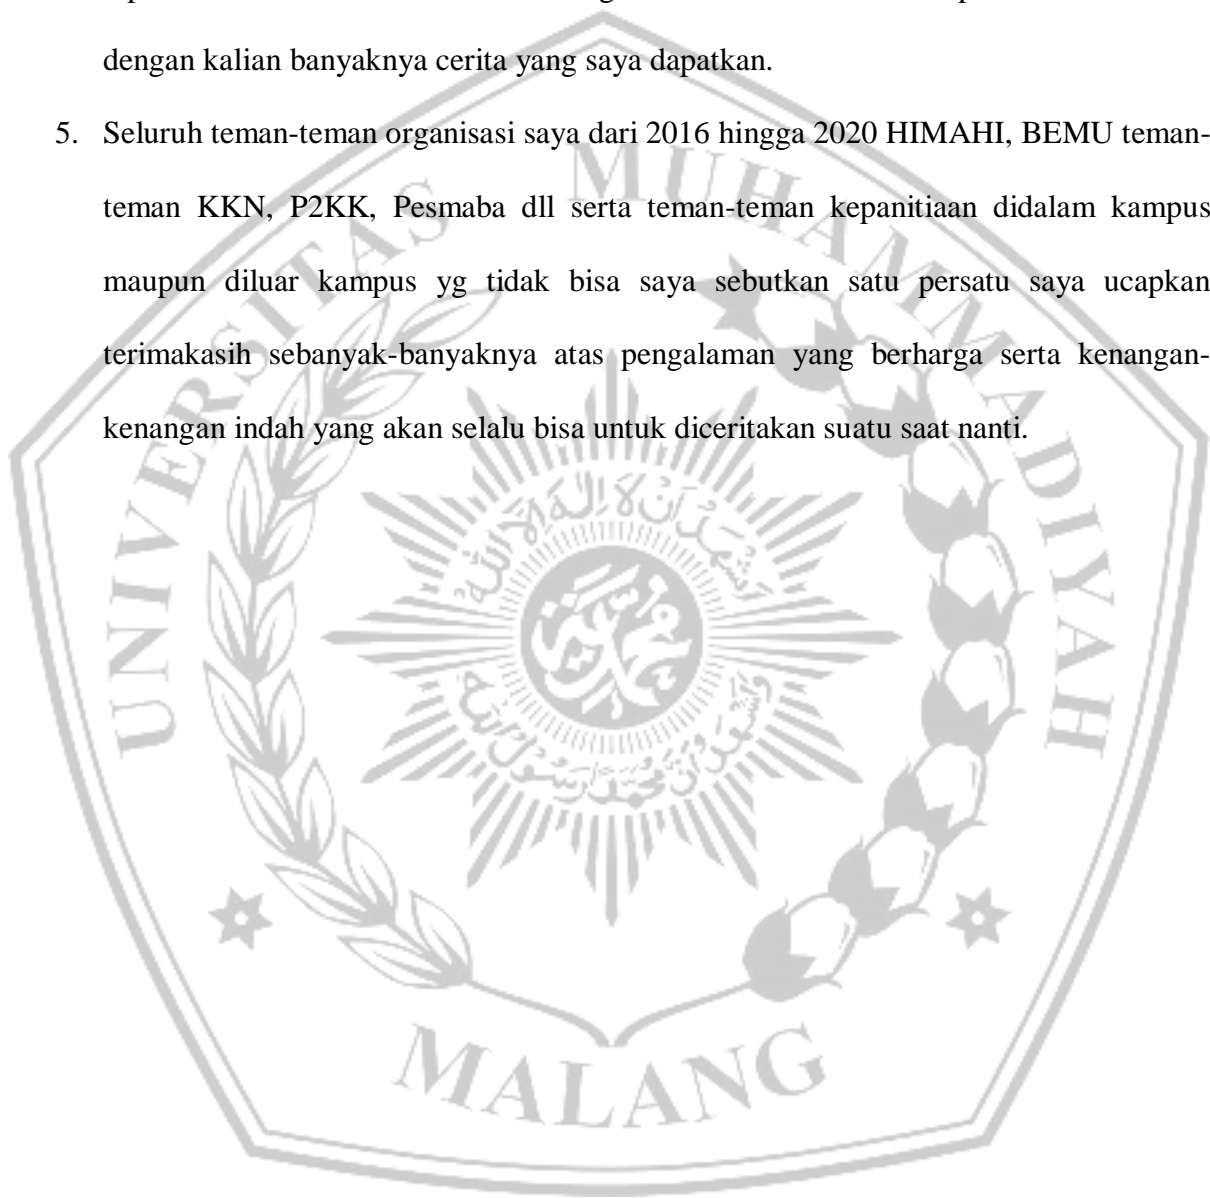 dengan kalian banyaknya cerita yang saya dapatkan.
5. Seluruh teman-teman organisasi saya dari 2016 hingga 2020 HIMAHI, BEMU teman-
teman KKN, P2KK, Pesmaba dll serta teman-teman kepanitiaan didalam kampus
maupun diluar kampus yg tidak bisa saya sebutkan satu persatu saya ucapkan
terimakasih sebanyak-banyaknya atas pengalaman yang berharga serta kenangan-
kenangan indah yang akan selalu bisa untuk diceritakan suatu saat nanti.
UNIVERSITAS MUHAMMADIYAH
MALANG